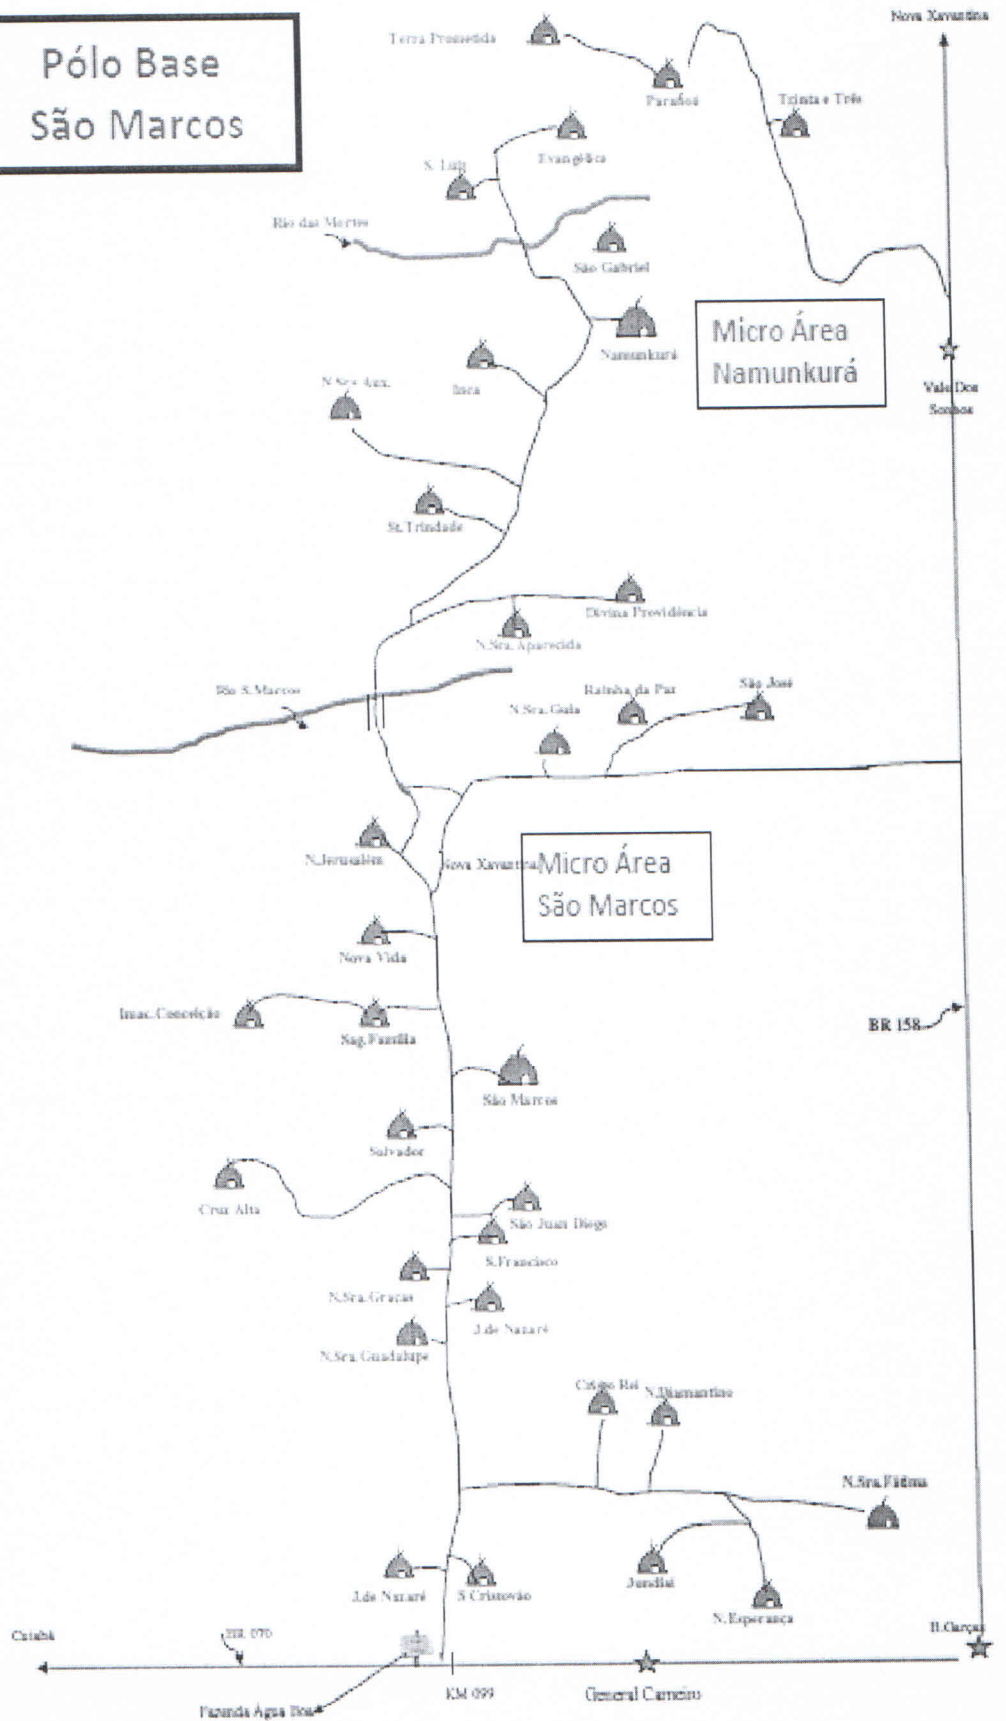 Pólo Base
São Marcos
Nova Xavantina
Terra Prometida
Trinta e Três
Evangélica
S. Luis
Rio das Mortes
São Gabriel
Micro Área
Namunkurá
Namunkurá
Vale Dos
Sonhos
N. Sra. Aux.
Inca
St. Trindade
Divina Providência
N.Sra. Aparecida
S.Marcos
Rainha da Paz
São José
N.Sra. Guia
N.Jerusalém
Nova Xavantina
Micro Área
São Marcos
Nova Vida
Imac. Conceição
Sag. Família
BR 158
São Marcos
Salvador
Cruz Alta
São Juan Diego
S.Francisco
N.Sra. Graças
J.de Nazaré
N.Sra. Guadalupe
Cristo Rei
N.Diamantino
N.Sra. Fátima
J.de Nazaré
S Cristovão
Jundiaí
N. Esperança
Cuiabá
BR 070
B.Garças
KM 099
General Carneiro
Fazenda Água Boa